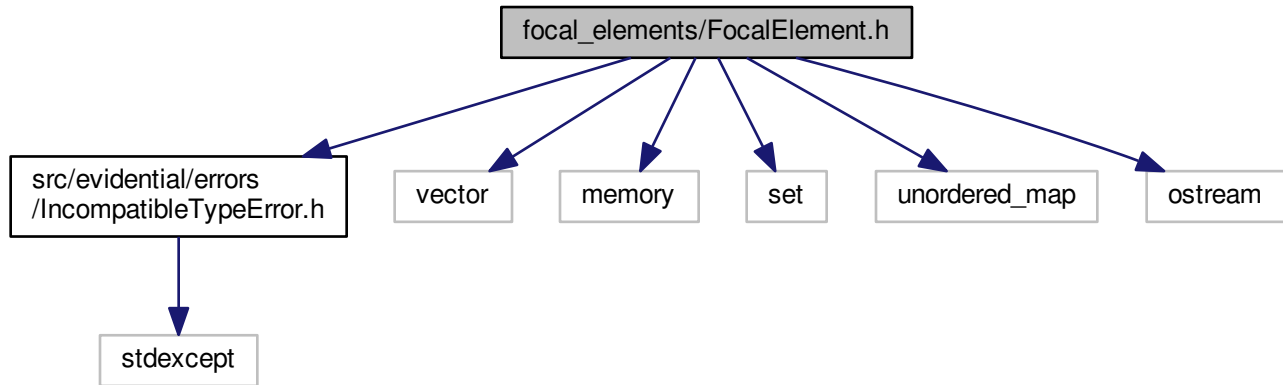 focal_elements/FocalElement.h
src/evidential/errors
/IncompatibleTypeError.h
vector
memory
set
unordered_map
ostream
stdexcept